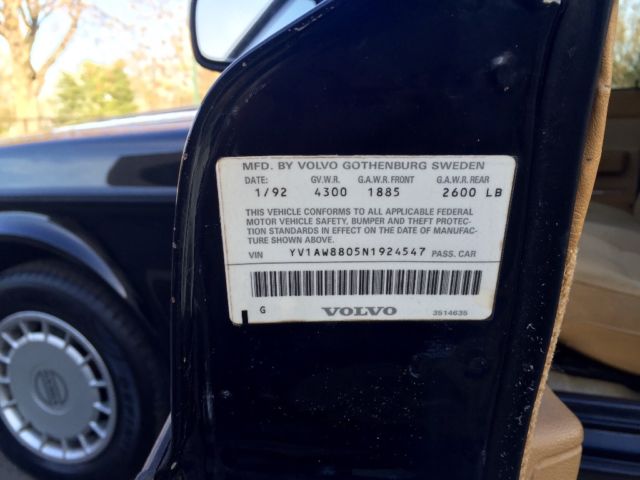 MFD. BY VOLVO GOTHENBURG SWEDEN
DATE: G.V.W.R. G.A.W.R. FRONT G.A.W.R. REAR
1/92 4300 1885 2600 LB
THIS VEHICLE CONFORMS TO ALL APPLICABLE FEDERAL
MOTOR VEHICLE SAFETY, BUMPER AND THEFT PROTEC-
TION STANDARDS IN EFFECT ON THE DATE OF MANUFAC-
TURE SHOWN ABOVE.
VIN YV1AW8805N1924547 PASS. CAR
G VOLVO 3514635